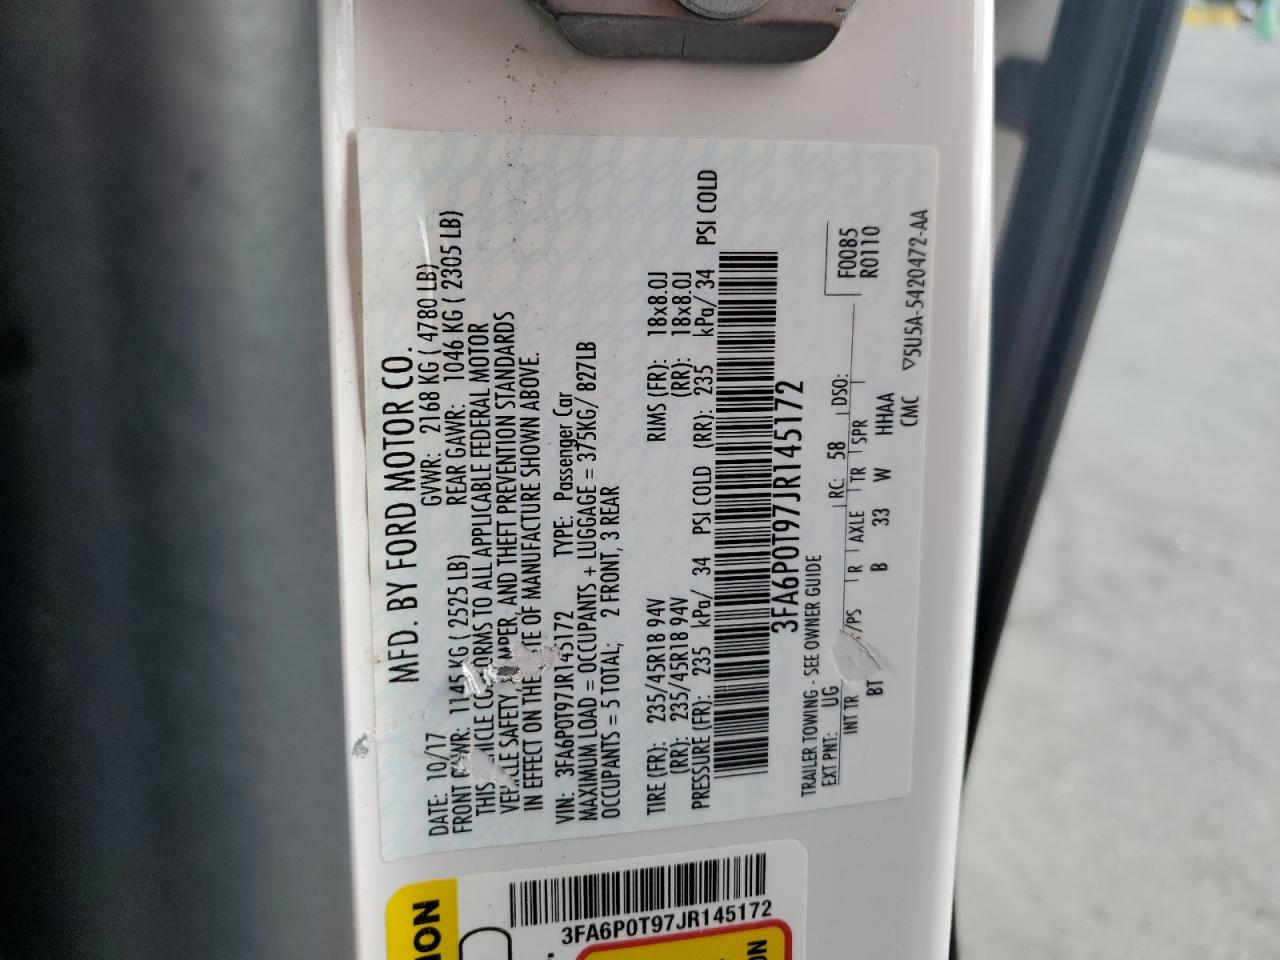 MFD. BY FORD MOTOR CO.
DATE: 10/17 GVWR: 2168 KG ( 4780 LB)
FRONT GAWR: 1145 KG ( 2525 LB) REAR GAWR: 1046 KG ( 2305 LB)
THIS VEHICLE CONFORMS TO ALL APPLICABLE FEDERAL MOTOR
VEHICLE SAFETY, BUMPER, AND THEFT PREVENTION STANDARDS
IN EFFECT ON THE DATE OF MANUFACTURE SHOWN ABOVE.
VIN: 3FA6P0T97JR145172 TYPE: Passenger Car
MAXIMUM LOAD = OCCUPANTS + LUGGAGE = 375KG/ 827LB
OCCUPANTS = 5 TOTAL; 2 FRONT, 3 REAR
TIRE (FR): 235/45R18 94V RIMS (FR): 18x8.0J
(RR): 235/45R18 94V (RR): 18x8.0J
PRESSURE (FR): 235 kPa/ 34 PSI COLD (RR): 235 kPa/ 34 PSI COLD
3FA6P0T97JR145172
TRAILER TOWING - SEE OWNER GUIDE
EXT PNT: UG RC: 58 DSO: F0085
INT TR /PS R AXLE TR SPR R0110
BT B 33 W HHAA
CMC ▽5U5A-5420472-AA
3FA6P0T97JR145172